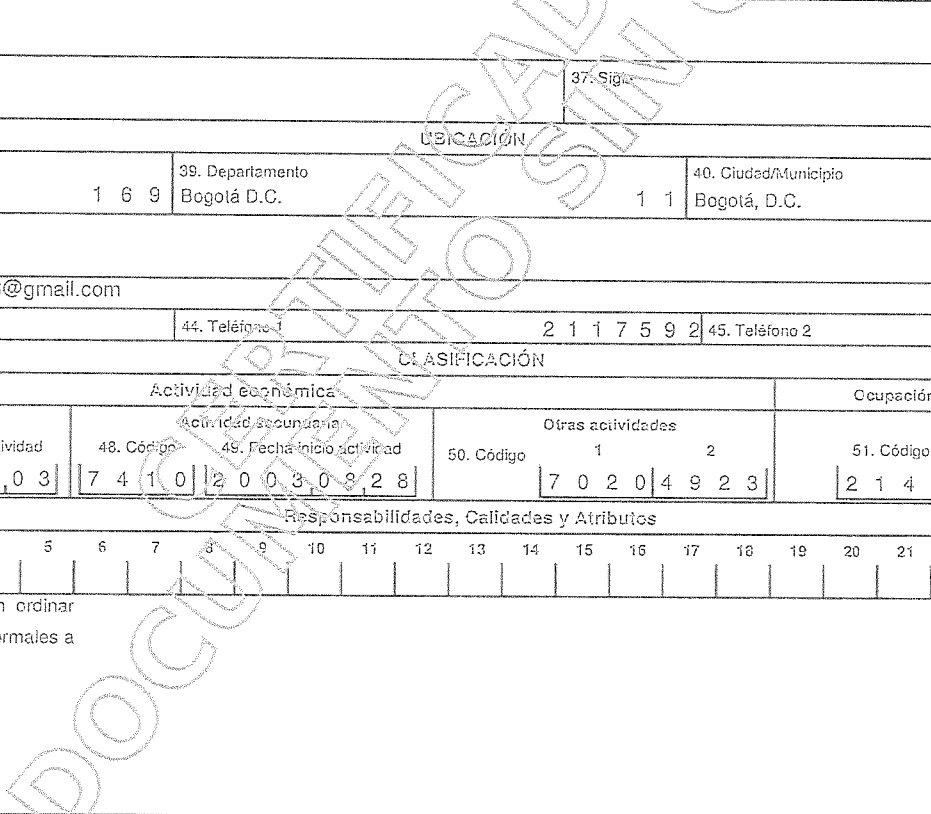 37. Sigla
UBICACIÓN
39. Departamento 40. Ciudad/Municipio
1 6 9 Bogotá D.C. 1 1 Bogotá, D.C.
@gmail.com
44. Teléfono 1 2 1 1 7 5 9 2 45. Teléfono 2
CLASIFICACIÓN
Actividad económica Ocupación
Actividad secundaria Otras actividades
ividad 48. Código 49. Fecha inicio actividad 50. Código 1 2 51. Código
0 3 7 4 1 0 2 0 0 3 0 8 2 8 7 0 2 0 4 9 2 3 2 1 4
Responsabilidades, Calidades y Atributos
5 6 7 8 9 10 11 12 13 14 15 16 17 18 19 20 21
n ordinar
ormales a
CERTIFICAD
DOCUMENTO SIN